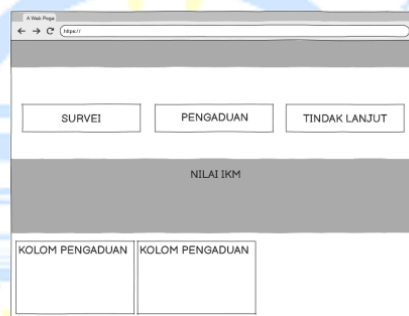 A Web Page
https://
SURVEI
PENGADUAN
TINDAK LANJUT
NILAI IKM
KOLOM PENGADUAN
KOLOM PENGADUAN